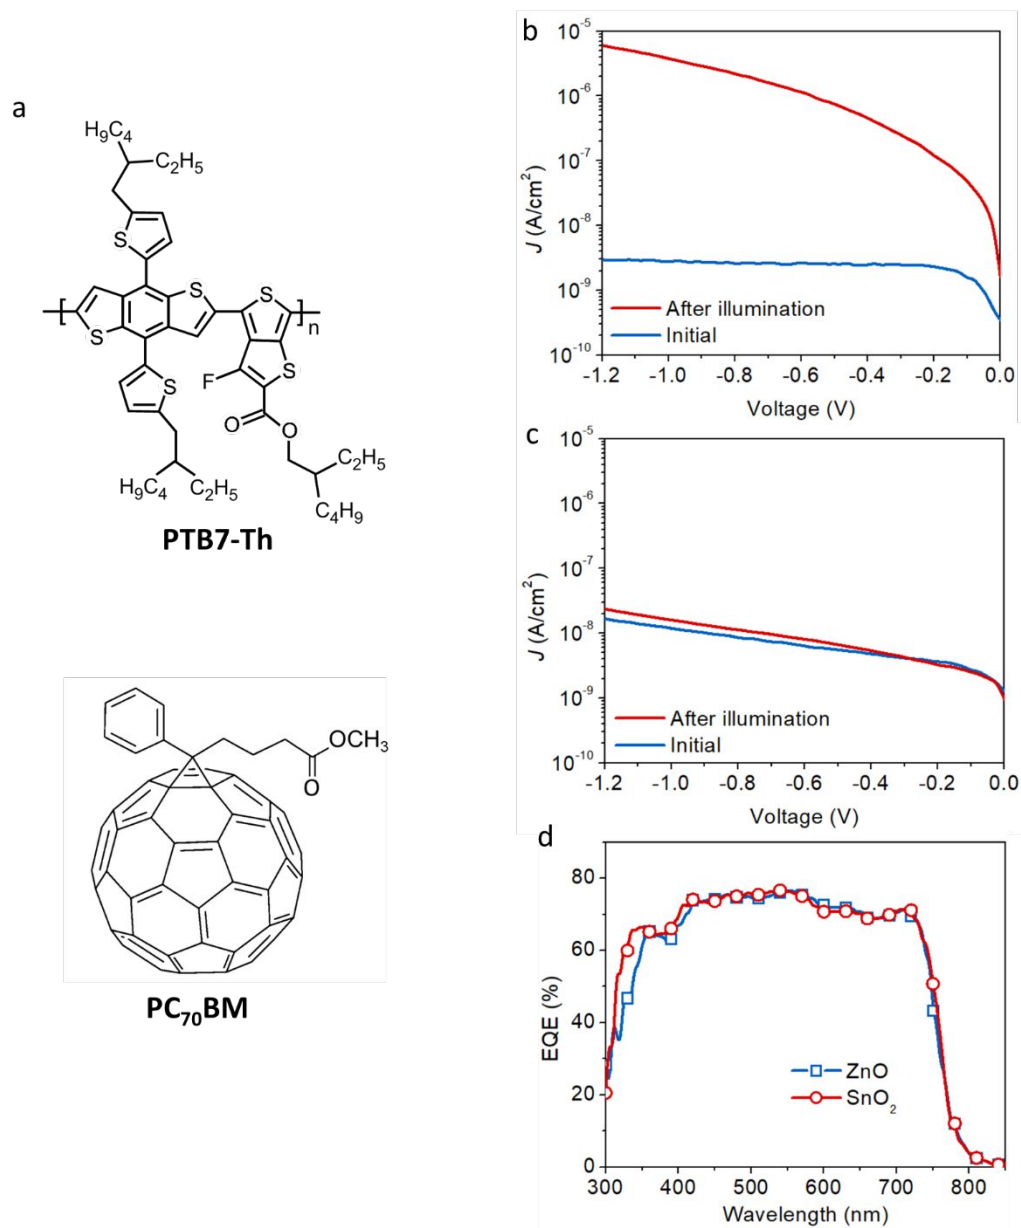 a
H₉C₄
C₂H₅
S
S
S
n
S
S
F
S
S
O
O
H₉C₄
C₂H₅
C₂H₅
C₄H₉
PTB7-Th
OCH₃
O
PC₇₀BM
b
10⁻⁵
10⁻⁶
10⁻⁷
10⁻⁸
10⁻⁹
10⁻¹⁰
J (A/cm²)
After illumination
Initial
-1.2 -1.0 -0.8 -0.6 -0.4 -0.2 0.0
Voltage (V)
c
10⁻⁵
10⁻⁶
10⁻⁷
10⁻⁸
10⁻⁹
10⁻¹⁰
J (A/cm²)
After illumination
Initial
-1.2 -1.0 -0.8 -0.6 -0.4 -0.2 0.0
Voltage (V)
d
80
60
40
20
0
EQE (%)
ZnO
SnO₂
300 400 500 600 700 800
Wavelength (nm)